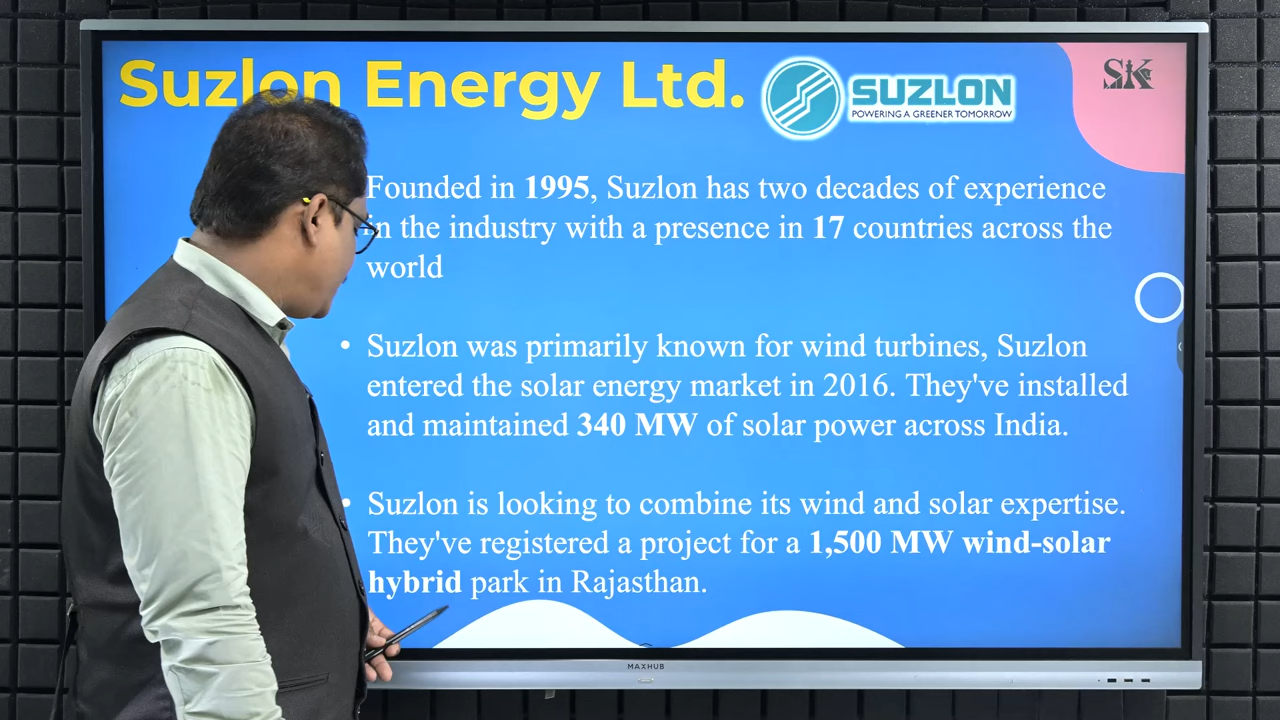 Suzlon Energy Ltd.
SUZLON
POWERING A GREENER TOMORROW
SK
Founded in 1995, Suzlon has two decades of experience
in the industry with a presence in 17 countries across the
world
• Suzlon was primarily known for wind turbines, Suzlon
entered the solar energy market in 2016. They've installed
and maintained 340 MW of solar power across India.
• Suzlon is looking to combine its wind and solar expertise.
They've registered a project for a 1,500 MW wind-solar
hybrid park in Rajasthan.
MAXHUB